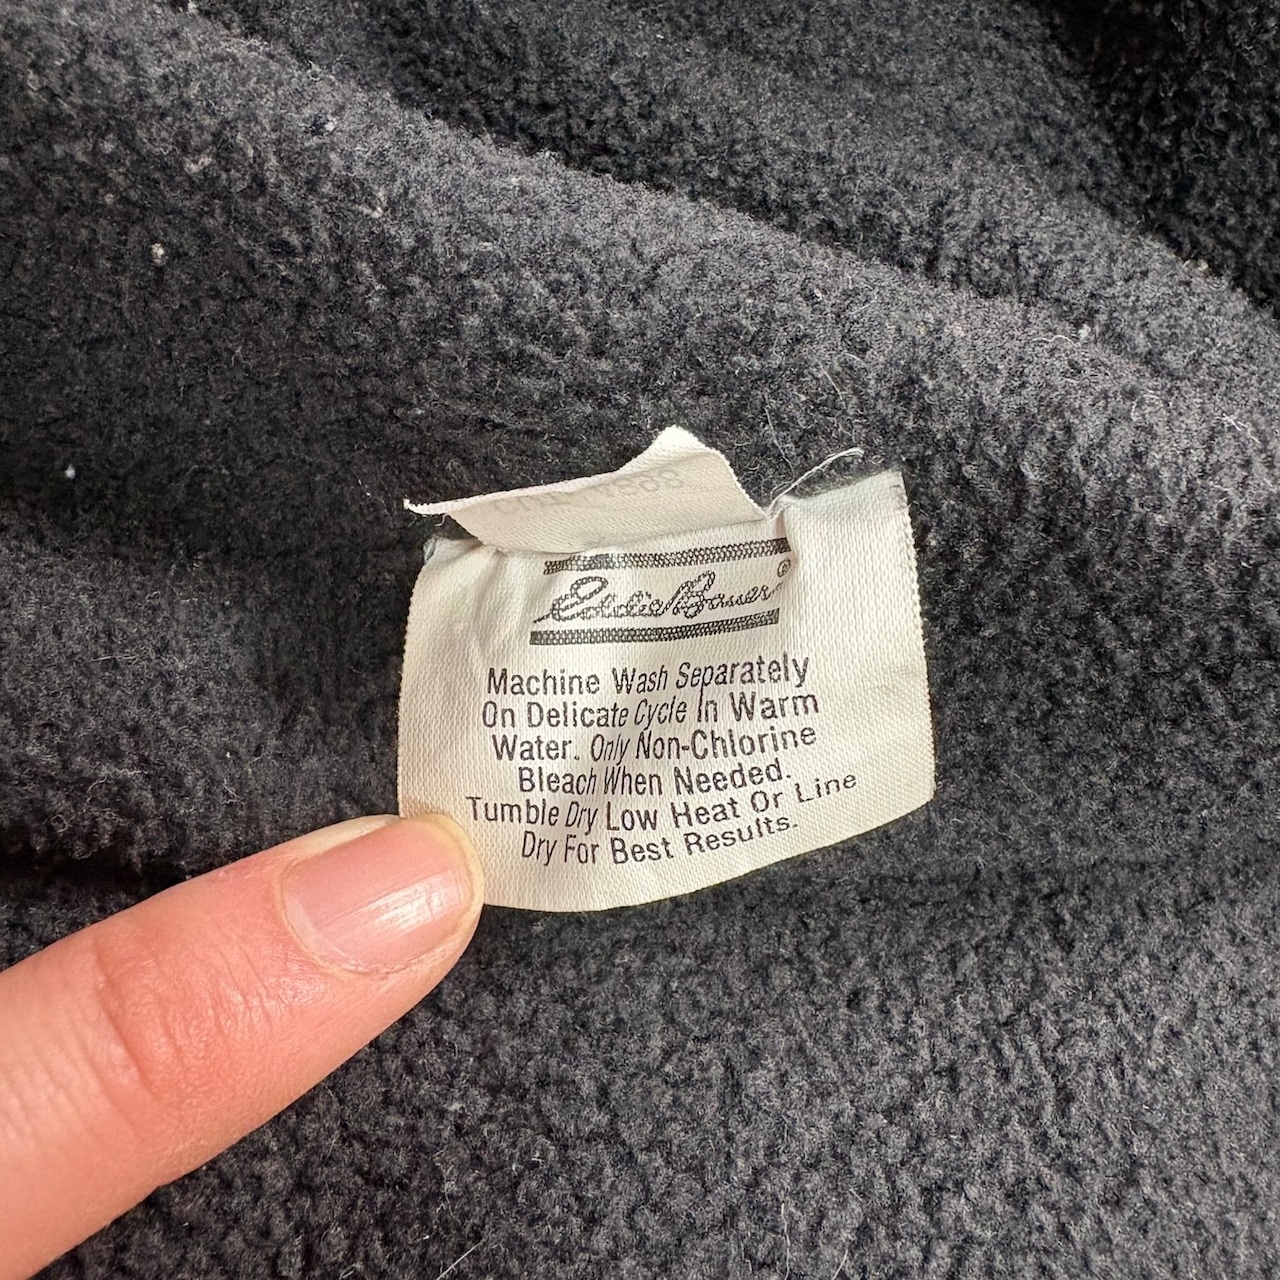 Eddie Bauer®
Machine Wash Separately
On Delicate Cycle In Warm
Water. Only Non-Chlorine
Bleach When Needed.
Tumble Dry Low Heat Or Line
Dry For Best Results.